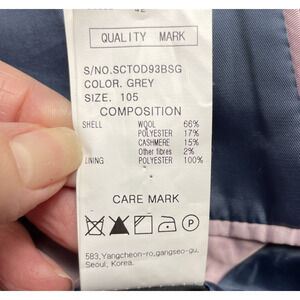 QUALITY MARK
S/NO.SCTOD93BSG
COLOR. GREY
SIZE. 105
COMPOSITION
SHELL WOOL 66%
POLYESTER 17%
CASHMERE 15%
Other fibres 2%
LINING POLYESTER 100%
CARE MARK
583,Yangcheon-ro,gangseo-gu,
Seoul, Korea.